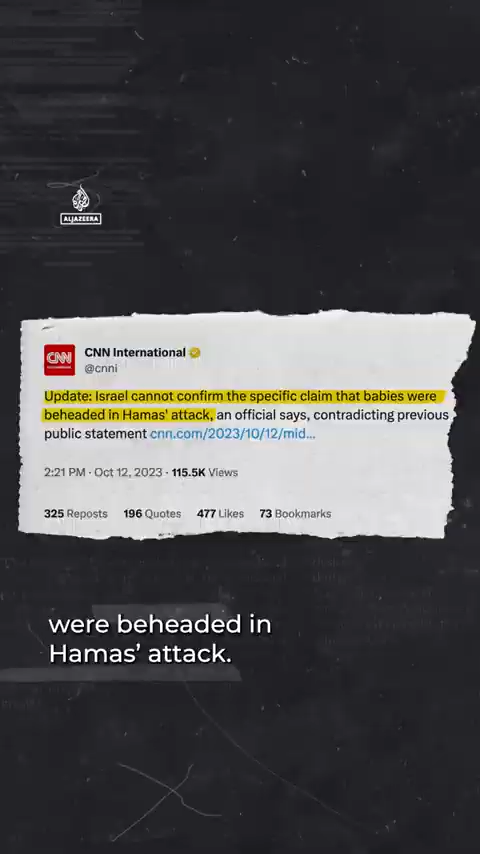 ALJAZEERA
CNN
CNN International
@cnni
Update: Israel cannot confirm the specific claim that babies were
beheaded in Hamas' attack, an official says, contradicting previous
public statement cnn.com/2023/10/12/mid...
2:21 PM · Oct 12, 2023 · 115.5K Views
325 Reposts 196 Quotes 477 Likes 73 Bookmarks
were beheaded in
Hamas' attack.